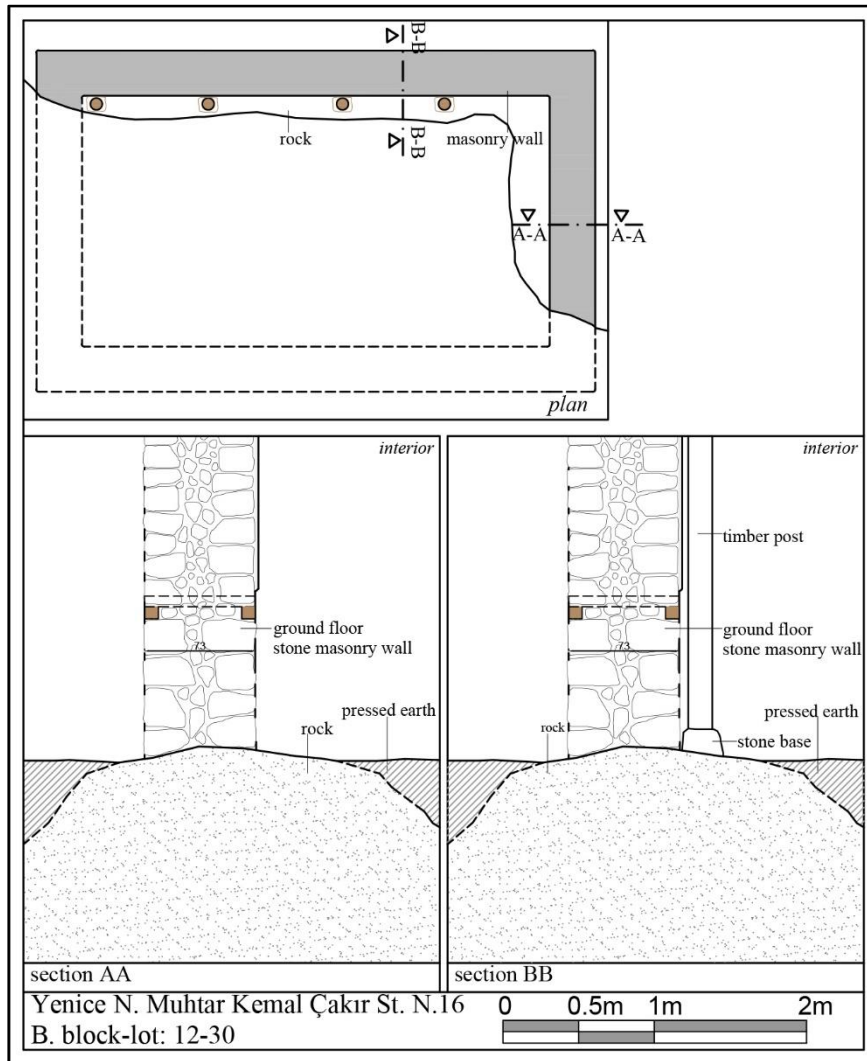 B-B
rock
B-B
masonry wall
A-A
A-A
plan
interior
ground floor
stone masonry wall
73
pressed earth
rock
section AA
interior
timber post
ground floor
stone masonry wall
73
pressed earth
rock
stone base
section BB
Yenice N. Muhtar Kemal Çakır St. N.16
B. block-lot: 12-30
0 0.5m 1m 2m